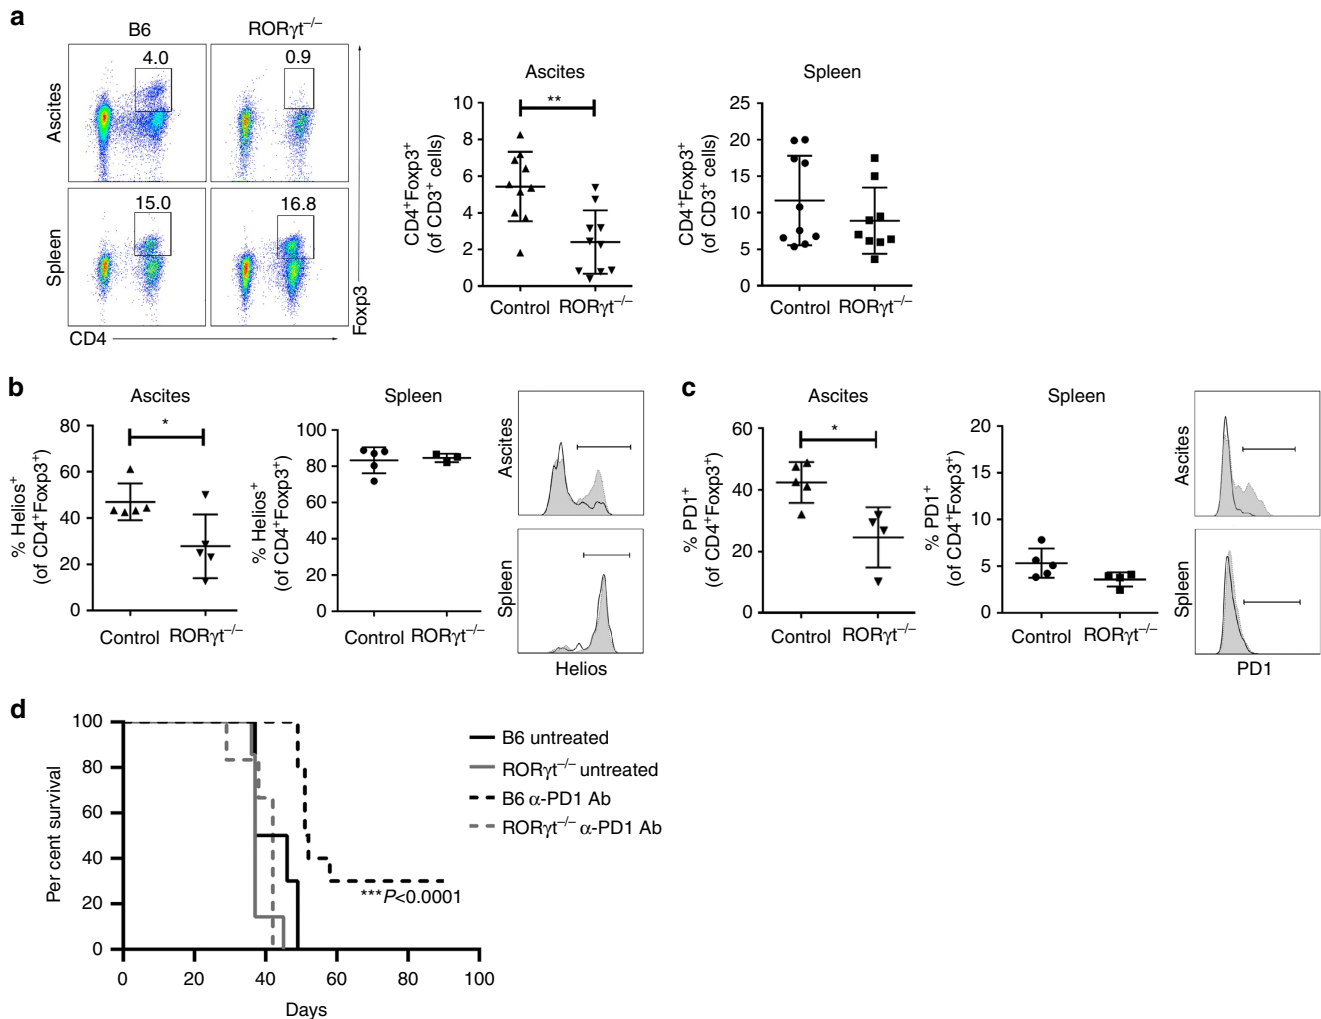 a
B6
RORγt–/–
4.0
0.9
Ascites
15.0
16.8
Spleen
CD4
Foxp3
Ascites
CD4+Foxp3+
(of CD3+ cells)
10
8
6
4
2
0
**
Control
RORγt–/–
Spleen
CD4+Foxp3+
(of CD3+ cells)
25
20
15
10
5
0
Control
RORγt–/–
b
Ascites
% Helios+
(of CD4+Foxp3+)
80
60
40
20
0
*
Control
RORγt–/–
Spleen
% Helios+
(of CD4+Foxp3+)
100
80
60
40
20
0
Control
RORγt–/–
Ascites
Spleen
Helios
c
Ascites
% PD1+
(of CD4+Foxp3+)
60
40
20
0
*
Control
RORγt–/–
Spleen
% PD1+
(of CD4+Foxp3+)
20
15
10
5
0
Control
RORγt–/–
Ascites
Spleen
PD1
d
Per cent survival
100
80
60
40
20
0
0 20 40 60 80 100
Days
B6 untreated
RORγt–/– untreated
B6 α-PD1 Ab
RORγt–/– α-PD1 Ab
***P<0.0001